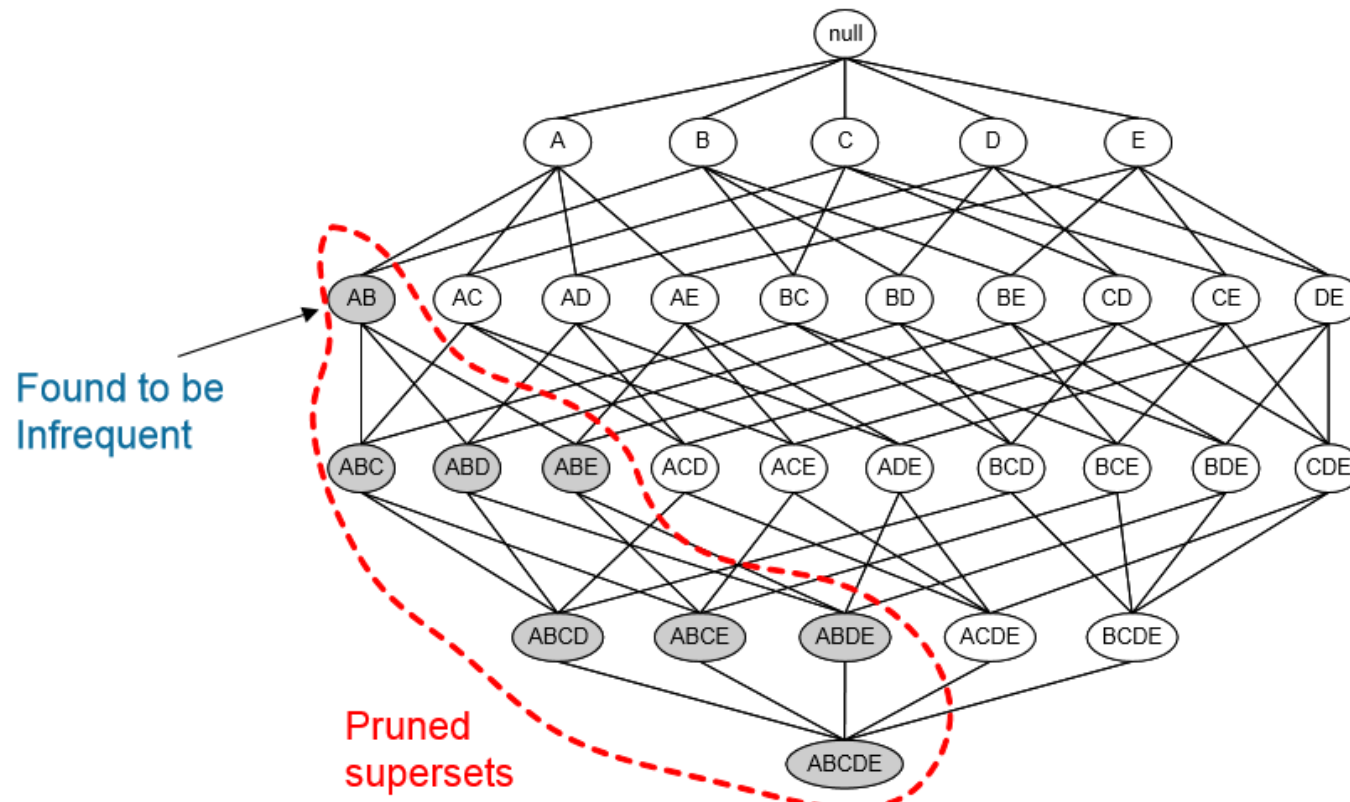 null
A B C D E
AB AC AD AE BC BD BE CD CE DE
Found to be
Infrequent
ABC ABD ABE ACD ACE ADE BCD BCE BDE CDE
ABCD ABCE ABDE ACDE BCDE
Pruned
supersets
ABCDE